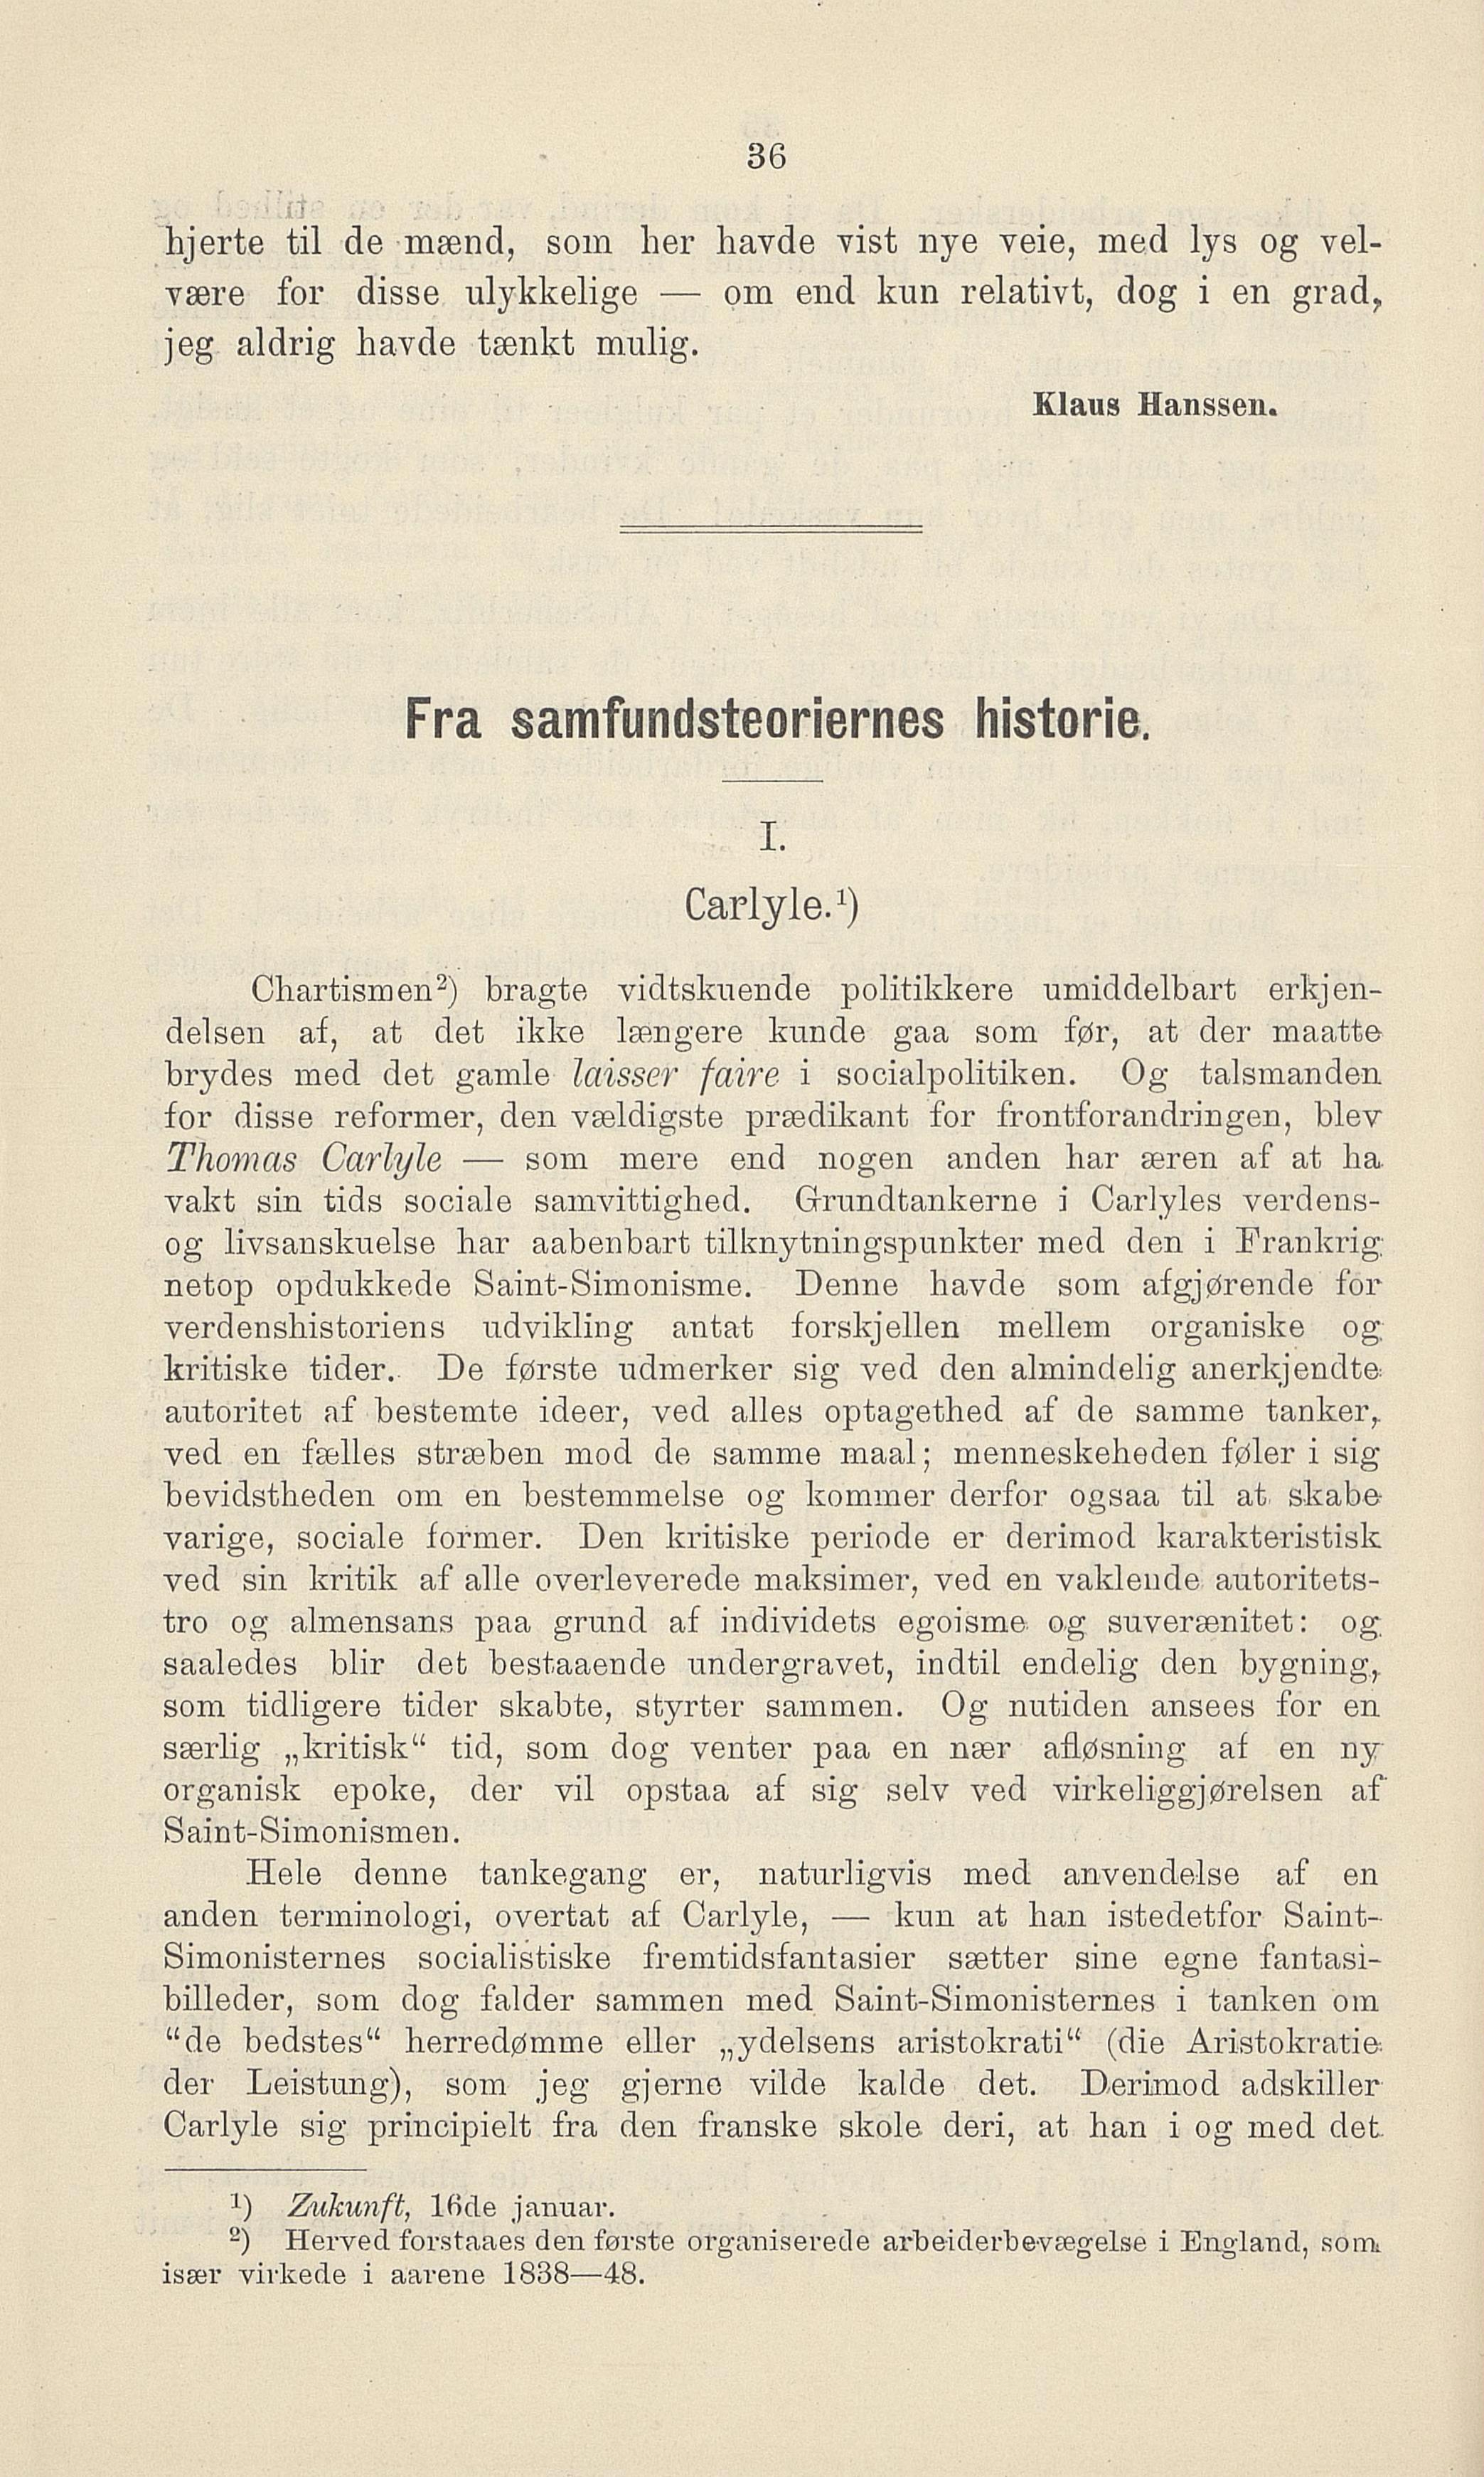 36
hjerte til de mænd, som her havde vist nye veie, med lys og vel-
være for disse ulykkelige — om end kun relativt, dog i en grad,
jeg aldrig havde tænkt mulig.
Klaus Hanssen.
Fra samfundsteoriernes historie.
I.
Carlyle.¹)
Chartismen²) bragte vidtskuende politikkere umiddelbart erkjen-
delsen af, at det ikke længere kunde gaa som før, at der maatte
brydes med det gamle laisser faire i socialpolitiken. Og talsmanden
for disse reformer, den vældigste prædikant for frontforandringen, blev
Thomas Carlyle — som mere end nogen anden har æren af at ha
vakt sin tids sociale samvittighed. Grundtankerne i Carlyles verdens-
og livsanskuelse har aabenbart tilknytningspunkter med den i Frankrig
netop opdukkede Saint-Simonisme. Denne havde som afgjørende for
verdenshistoriens udvikling antat forskjellen mellem organiske og
kritiske tider. De første udmerker sig ved den almindelig anerkjendte
autoritet af bestemte ideer, ved alles optagethed af de samme tanker,
ved en fælles stræben mod de samme maal; menneskeheden føler i sig
bevidstheden om en bestemmelse og kommer derfor ogsaa til at skabe
varige, sociale former. Den kritiske periode er derimod karakteristisk
ved sin kritik af alle overleverede maksimer, ved en vaklende autoritets-
tro og almensans paa grund af individets egoisme og suverænitet: og
saaledes blir det bestaaende undergravet, indtil endelig den bygning,
som tidligere tider skabte, styrter sammen. Og nutiden ansees for en
særlig „kritisk“ tid, som dog venter paa en nær afløsning af en ny
organisk epoke, der vil opstaa af sig selv ved virkeliggjørelsen af
Saint-Simonismen.
Hele denne tankegang er, naturligvis med anvendelse af en
anden terminologi, overtat af Carlyle, — kun at han istedetfor Saint-
Simonisternes socialistiske fremtidsfantasier sætter sine egne fantasi-
billeder, som dog falder sammen med Saint-Simonisternes i tanken om
“de bedstes“ herredømme eller „ydelsens aristokrati“ (die Aristokratie
der Leistung), som jeg gjerne vilde kalde det. Derimod adskiller
Carlyle sig principielt fra den franske skole deri, at han i og med det
¹) Zukunft, 16de januar.
²) Herved forstaaes den første organiserede arbeiderbevægelse i England, som
især virkede i aarene 1838—48.